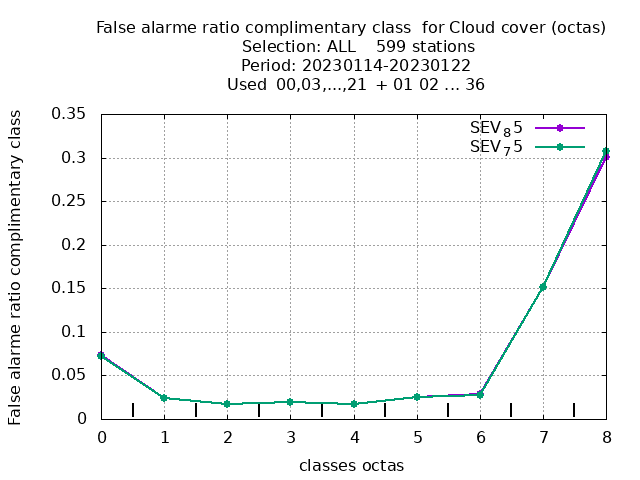 False alarme ratio complimentary class  for Cloud cover (octas)
Selection: ALL    599 stations
Period: 20230114-20230122
Used  00,03,...,21  + 01 02 ... 36
False alarme ratio complimentary class
0.35
0.3
0.25
0.2
0.15
0.1
0.05
0
SEV85
SEV75
0 1 2 3 4 5 6 7 8
classes octas